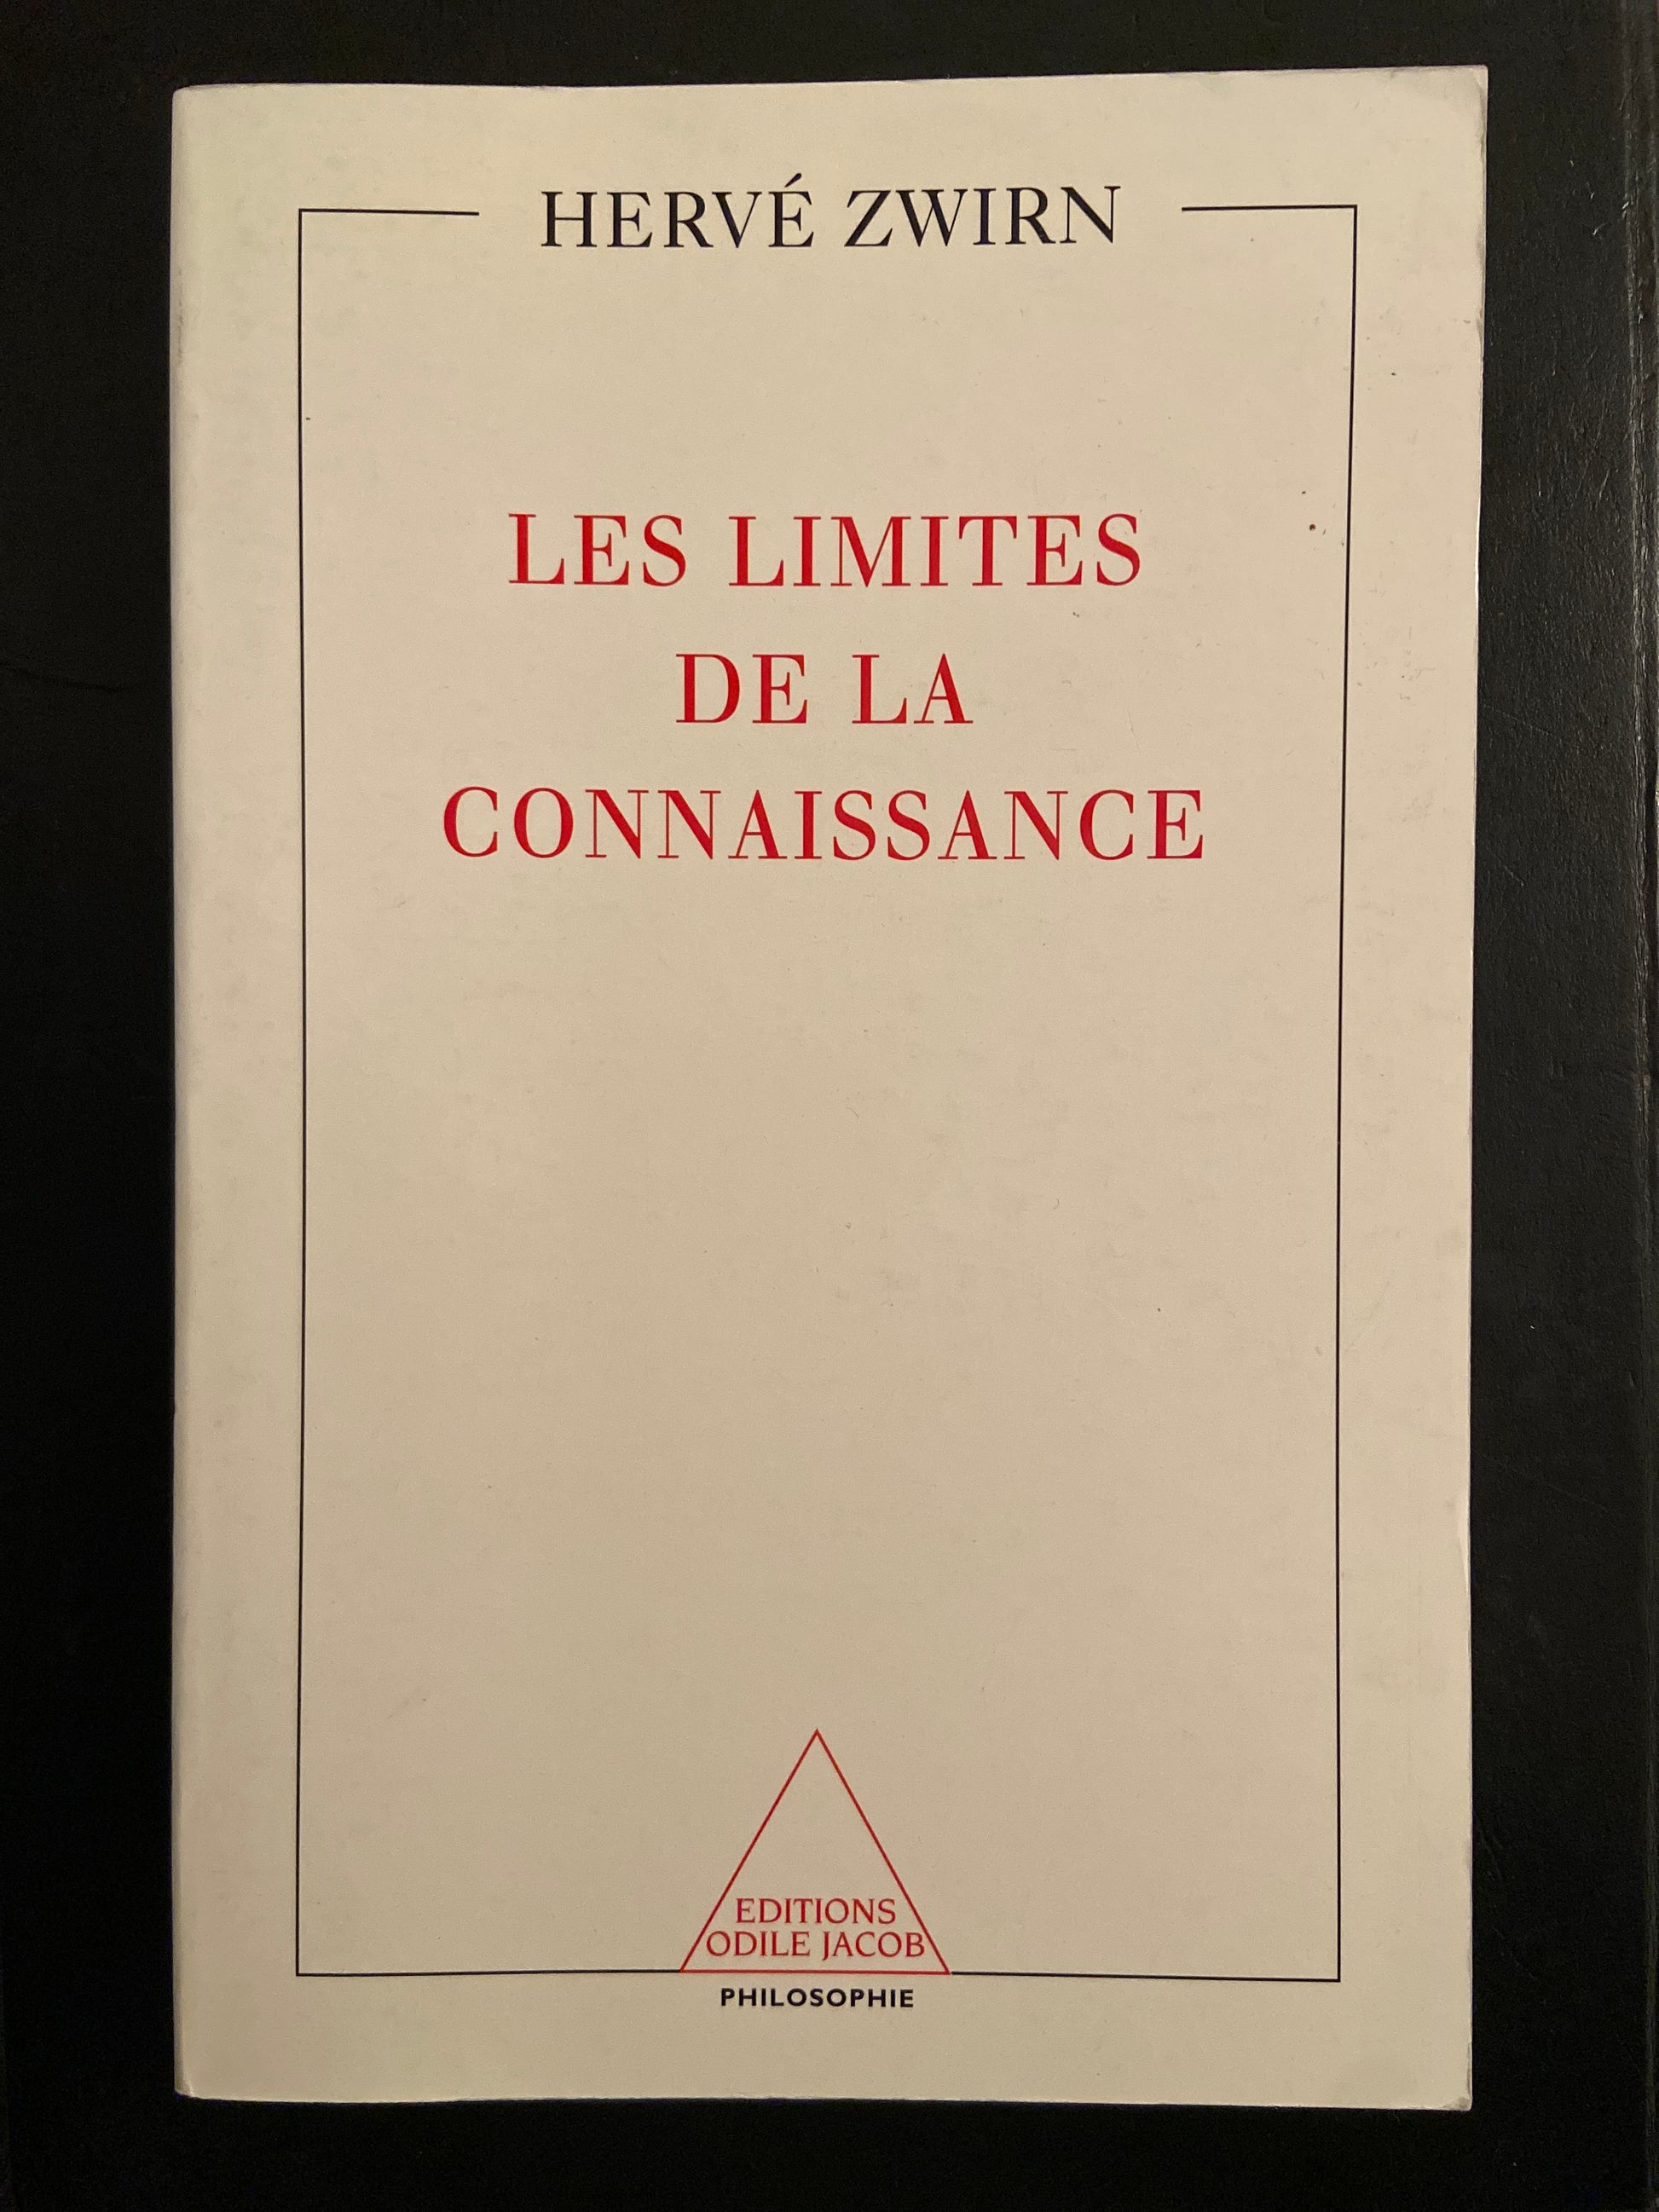 HERVÉ ZWIRN
LES LIMITES
DE LA
CONNAISSANCE
EDITIONS
ODILE JACOB
PHILOSOPHIE